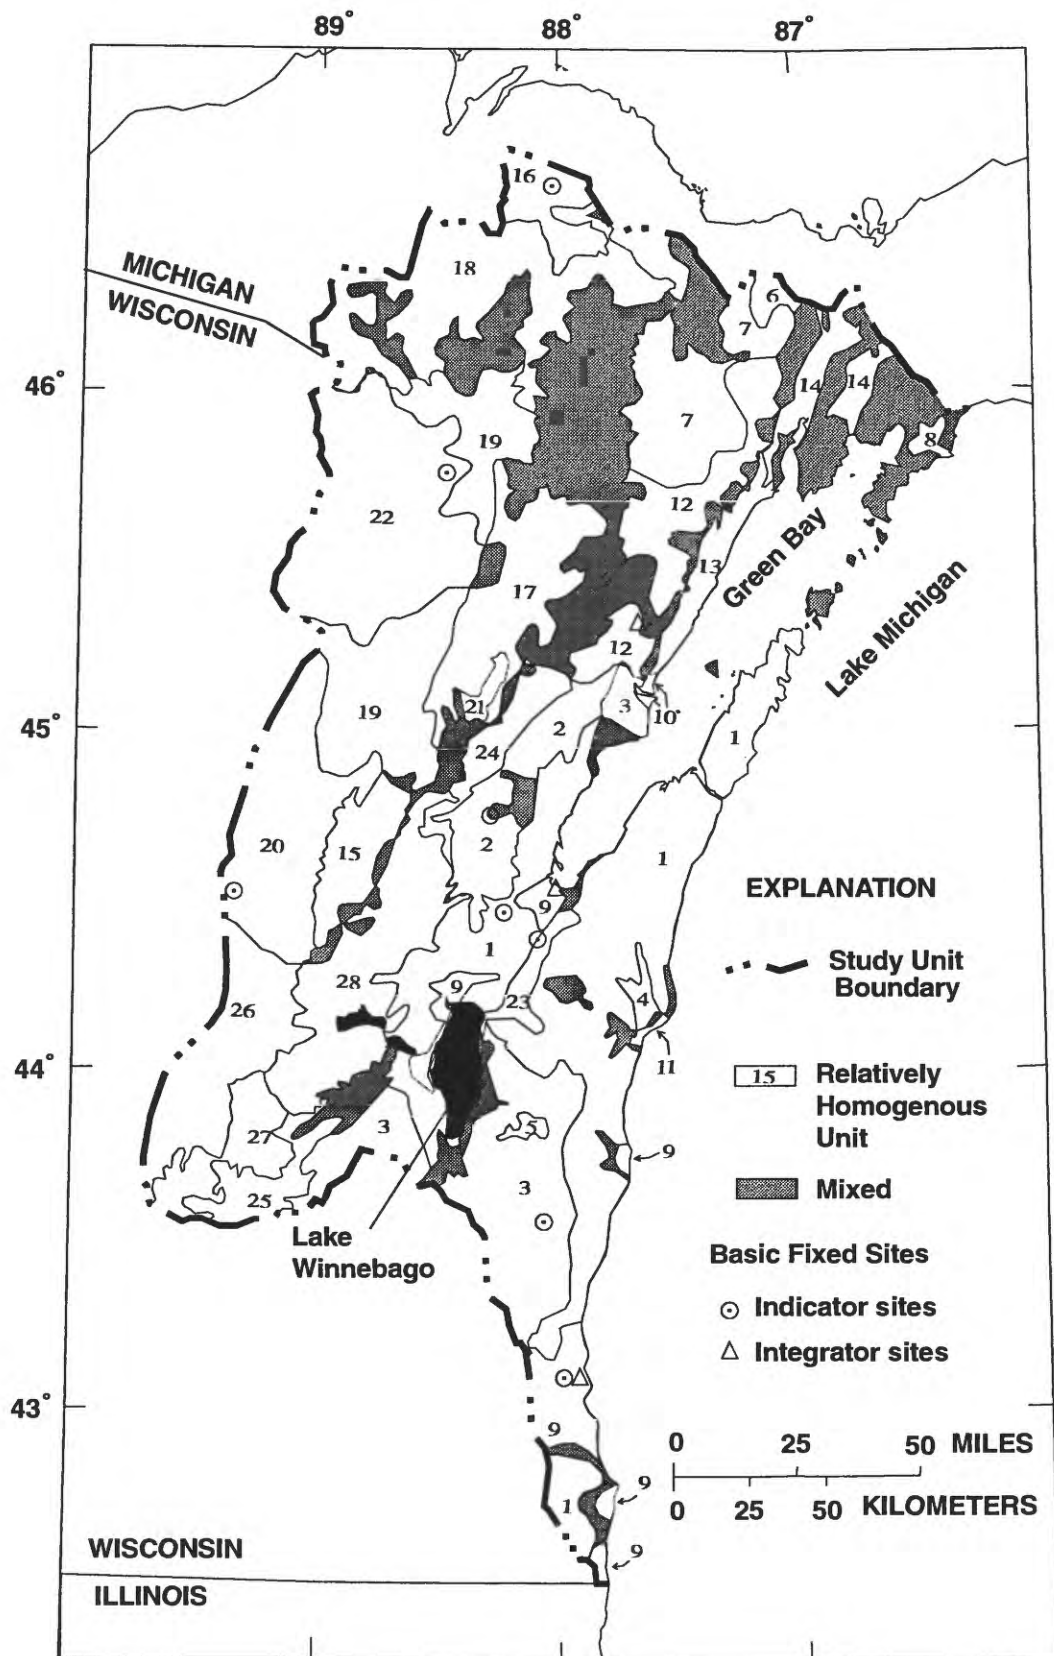 89°
88°
87°
16
MICHIGAN
WISCONSIN
18
6
7
46°
14
14
7
8
19
22
12
Green Bay
13
17
12
Lake Michigan
21
3
10
45°
19
2
24
1
20
15
2
1
EXPLANATION
9
1
Study Unit
Boundary
28
9
23
4
26
44°
11
15
Relatively
Homogenous
Unit
3
5
27
9
3
Mixed
25
Lake
Winnebago
Basic Fixed Sites
Indicator sites
Integrator sites
43°
9
0 25 50 MILES
9
1
0 25 50 KILOMETERS
WISCONSIN
9
ILLINOIS